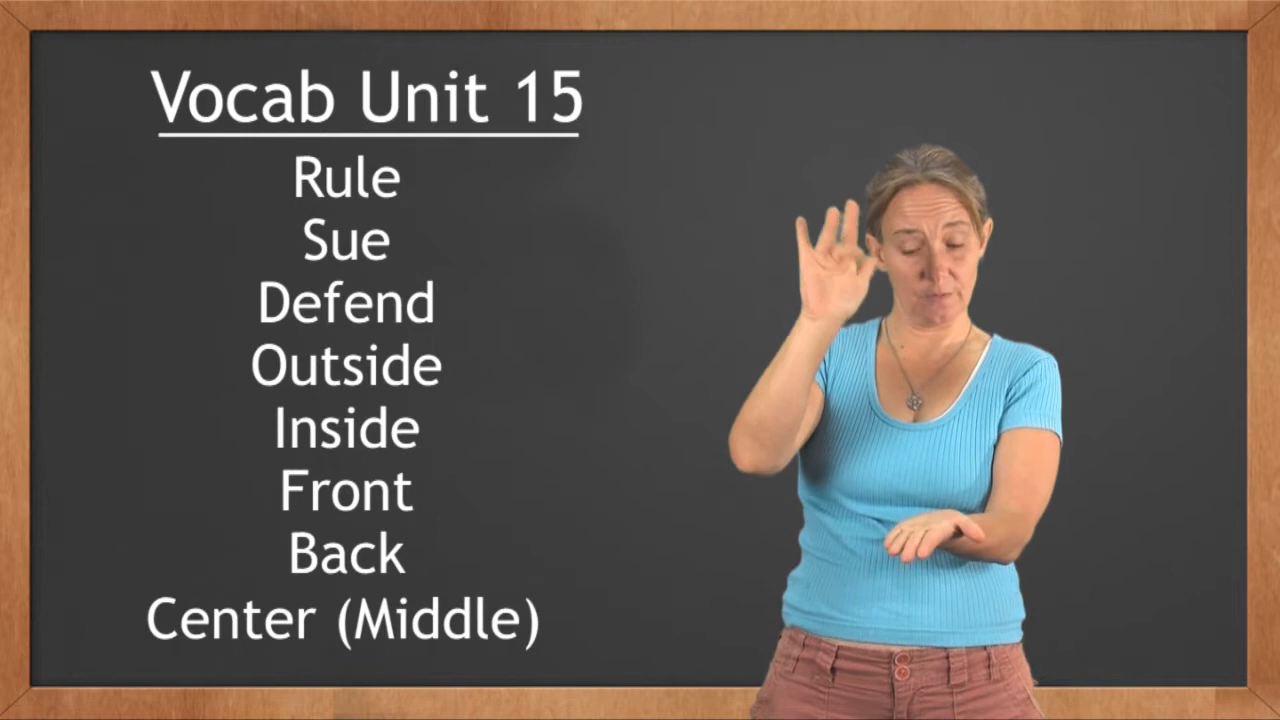 Vocab Unit 15
Rule
Sue
Defend
Outside
Inside
Front
Back
Center (Middle)